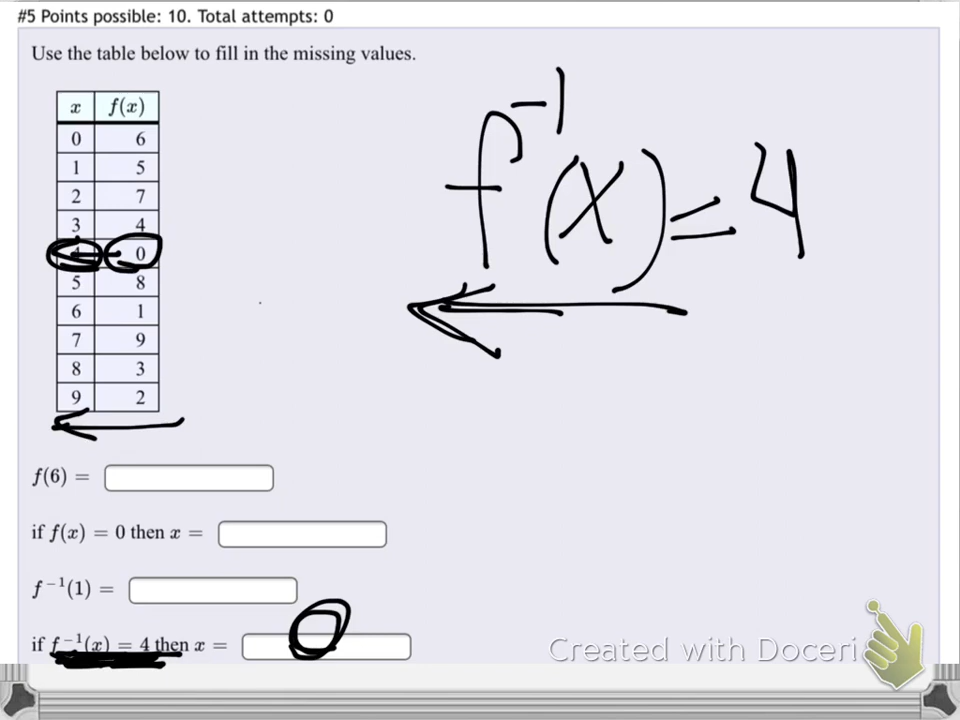 #5 Points possible: 10. Total attempts: 0
Use the table below to fill in the missing values.
x f(x)
0 6
1 5
2 7
3 4
4 0
5 8
6 1
7 9
8 3
9 2
f⁻¹(x) = 4
f(6) =
if f(x) = 0 then x =
f⁻¹(1) =
if f⁻¹(x) = 4 then x = 0
Created with Doceri